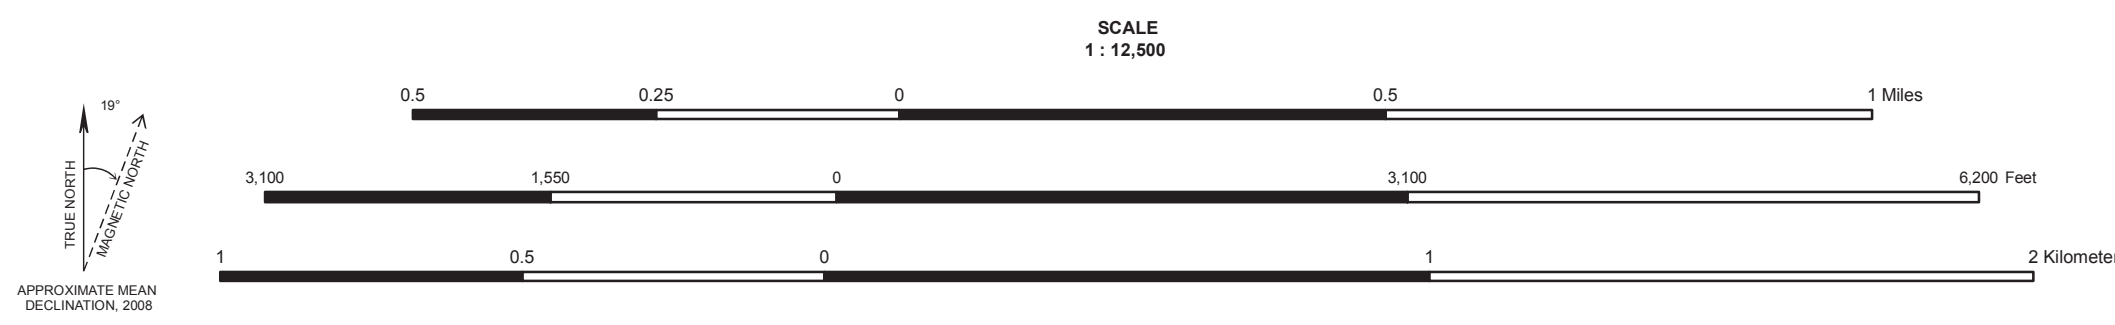 SCALE
1 : 12,500
0.5 0.25 0 0.5 1 Miles
19°
TRUE NORTH
MAGNETIC NORTH
3,100 1,550 0 3,100 6,200 Feet
1 0.5 0 1 2 Kilometer
APPROXIMATE MEAN
DECLINATION, 2008